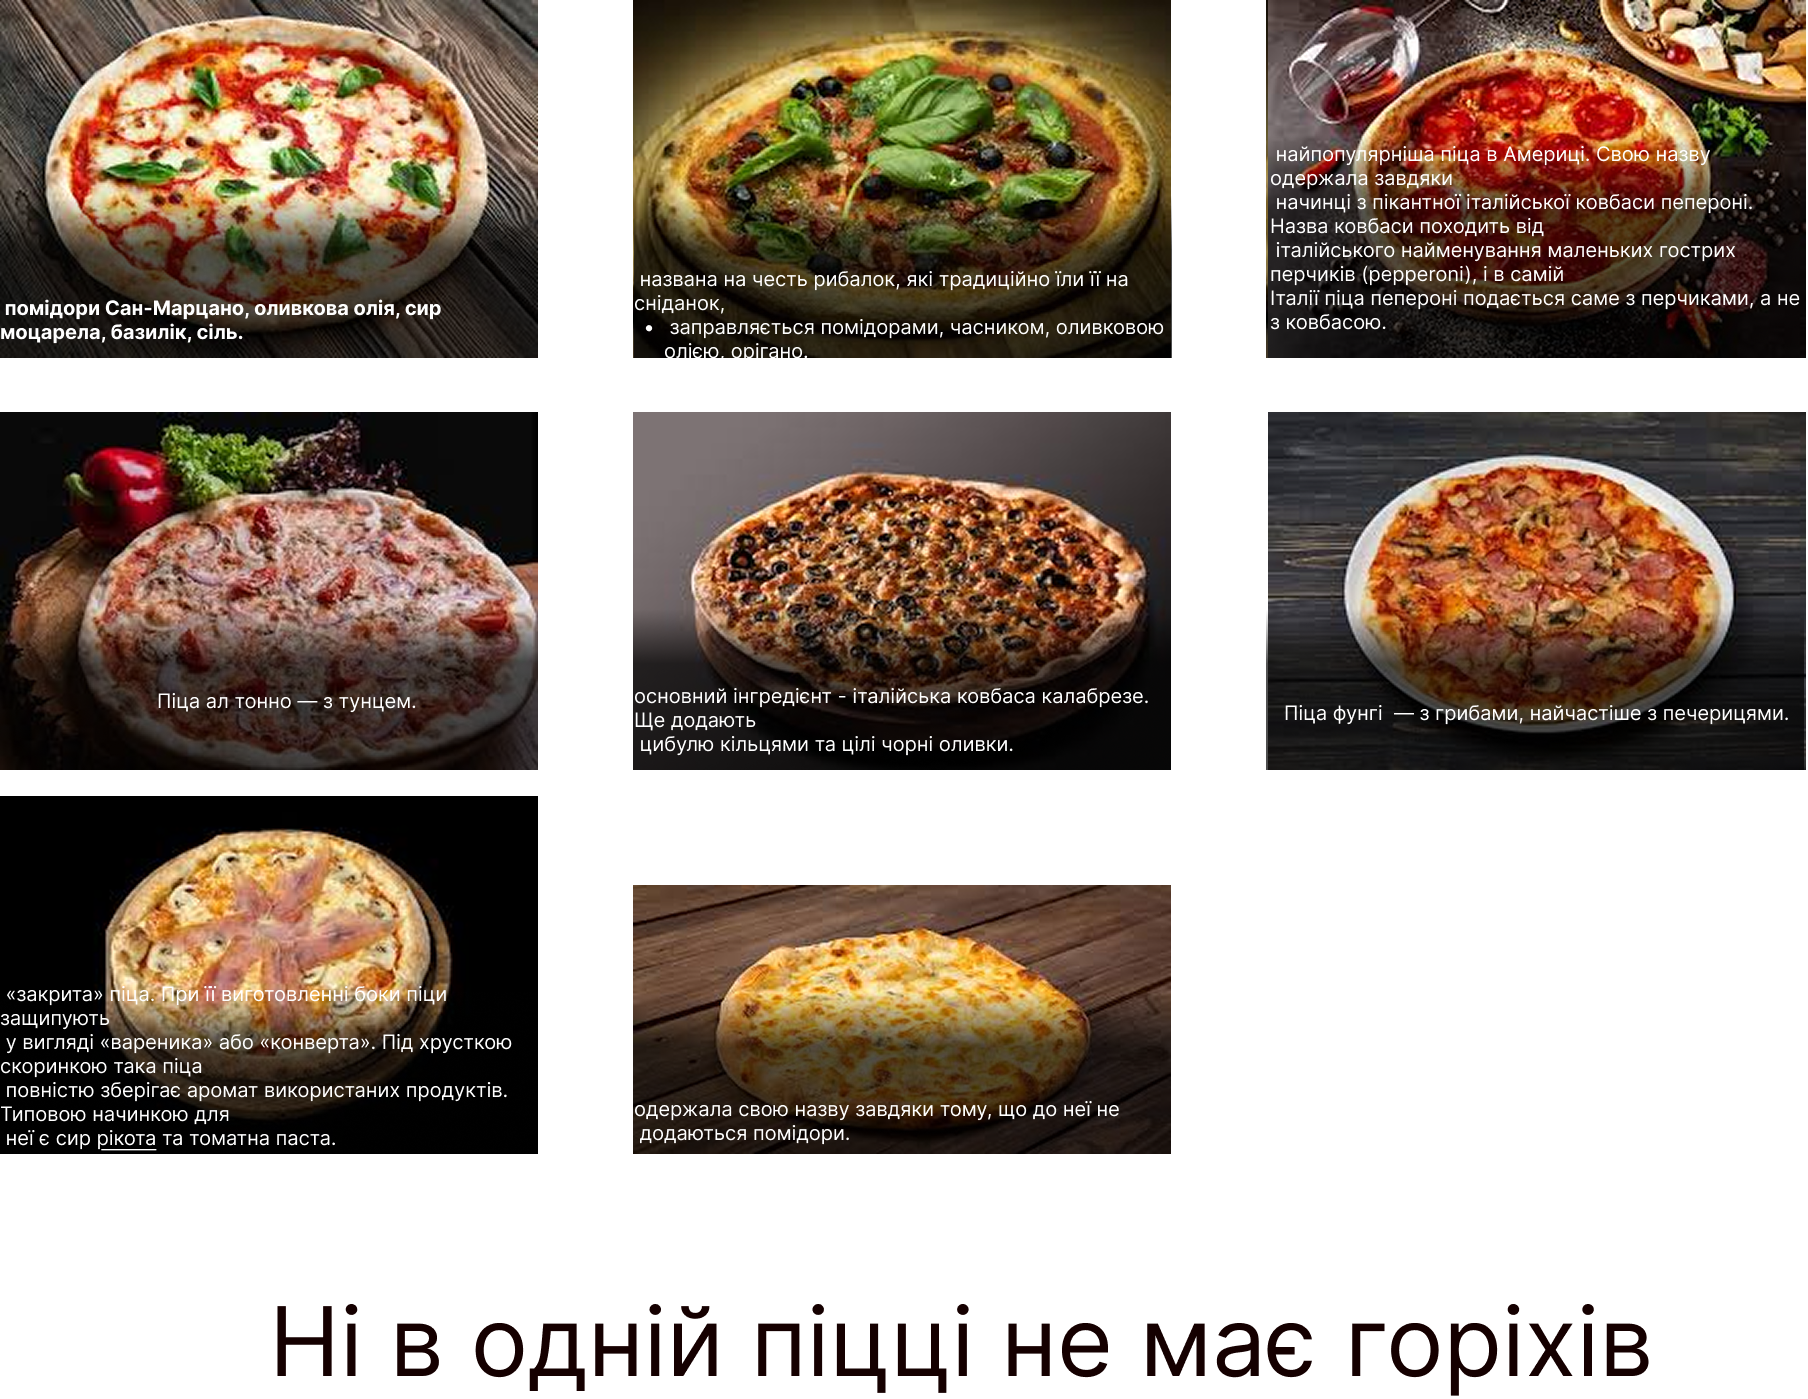 помідори Сан-Марцано, оливкова олія, сир
моцарела, базилік, сіль.
названа на честь рибалок, які традиційно їли її на
сніданок,
• заправляється помідорами, часником, оливковою
олією, орігано.
найпопулярніша піца в Америці. Свою назву
одержала завдяки
начинці з пікантної італійської ковбаси пепероні.
Назва ковбаси походить від
італійського найменування маленьких гострих
перчиків (pepperoni), і в самій
Італії піца пепероні подається саме з перчиками, а не
з ковбасою.
Піца ал тонно — з тунцем.
основний інгредієнт - італійська ковбаса калабрезе.
Ще додають
цибулю кільцями та цілі чорні оливки.
Піца фунгі — з грибами, найчастіше з печерицями.
«закрита» піца. При її виготовленні боки піци
защипують
у вигляді «вареника» або «конверта». Під хрусткою
скоринкою така піца
повністю зберігає аромат використаних продуктів.
Типовою начинкою для
неї є сир рікота та томатна паста.
одержала свою назву завдяки тому, що до неї не
додаються помідори.
Ні в одній піцці не має горіхів